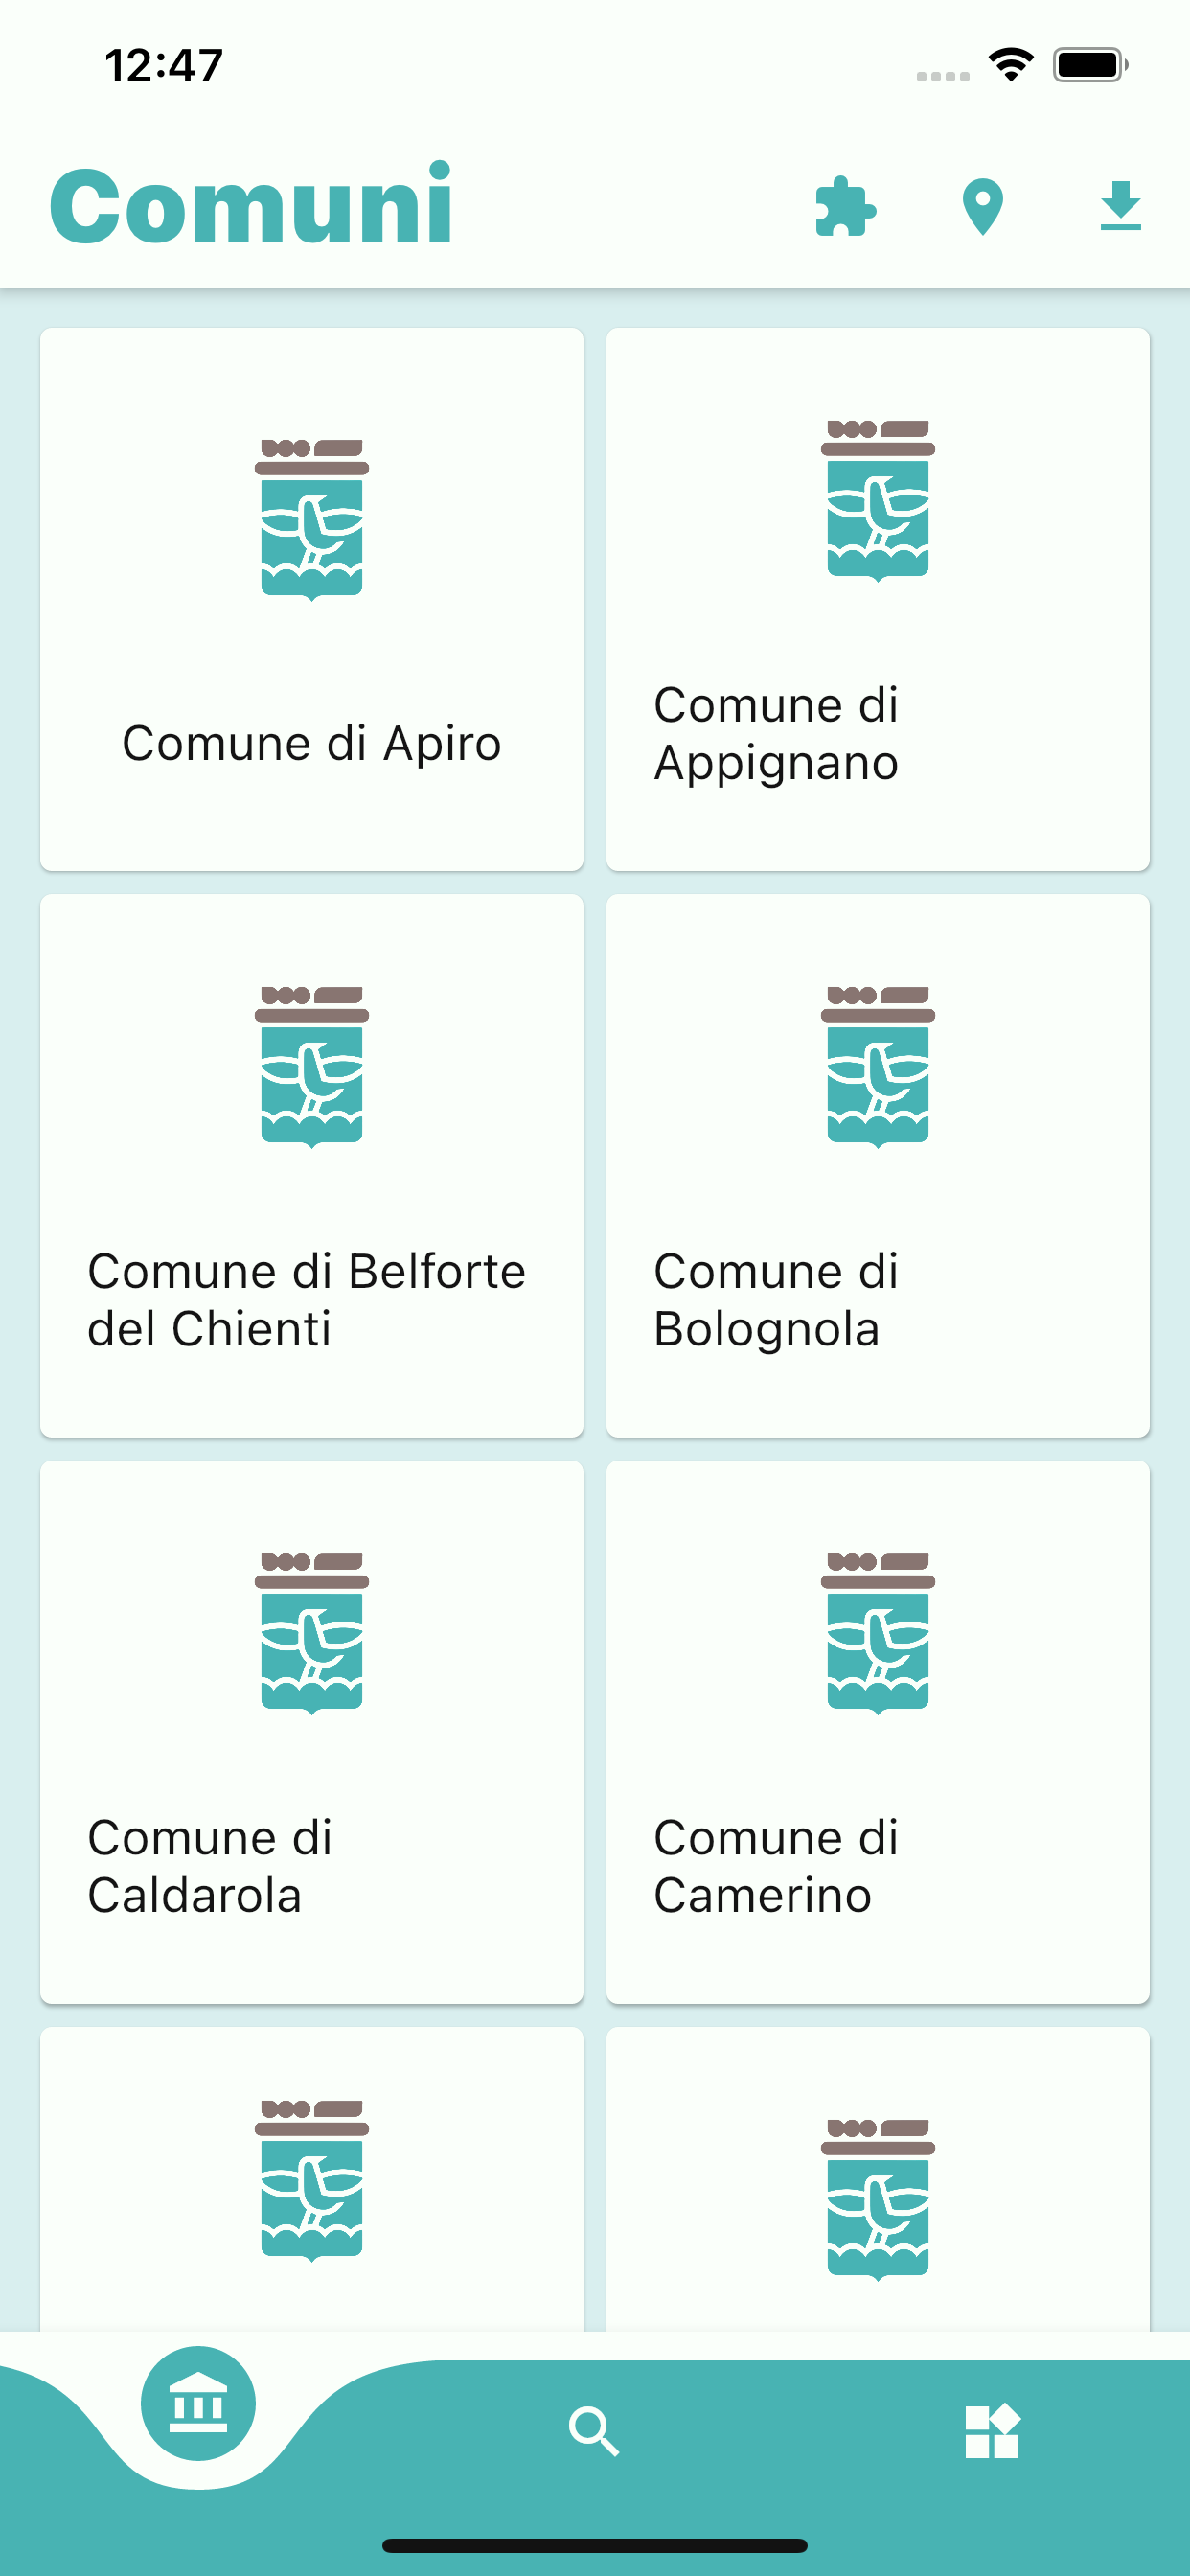 12:47
Comuni
Comune di Apiro
Comune di
Appignano
Comune di Belforte
del Chienti
Comune di
Bolognola
Comune di
Caldarola
Comune di
Camerino